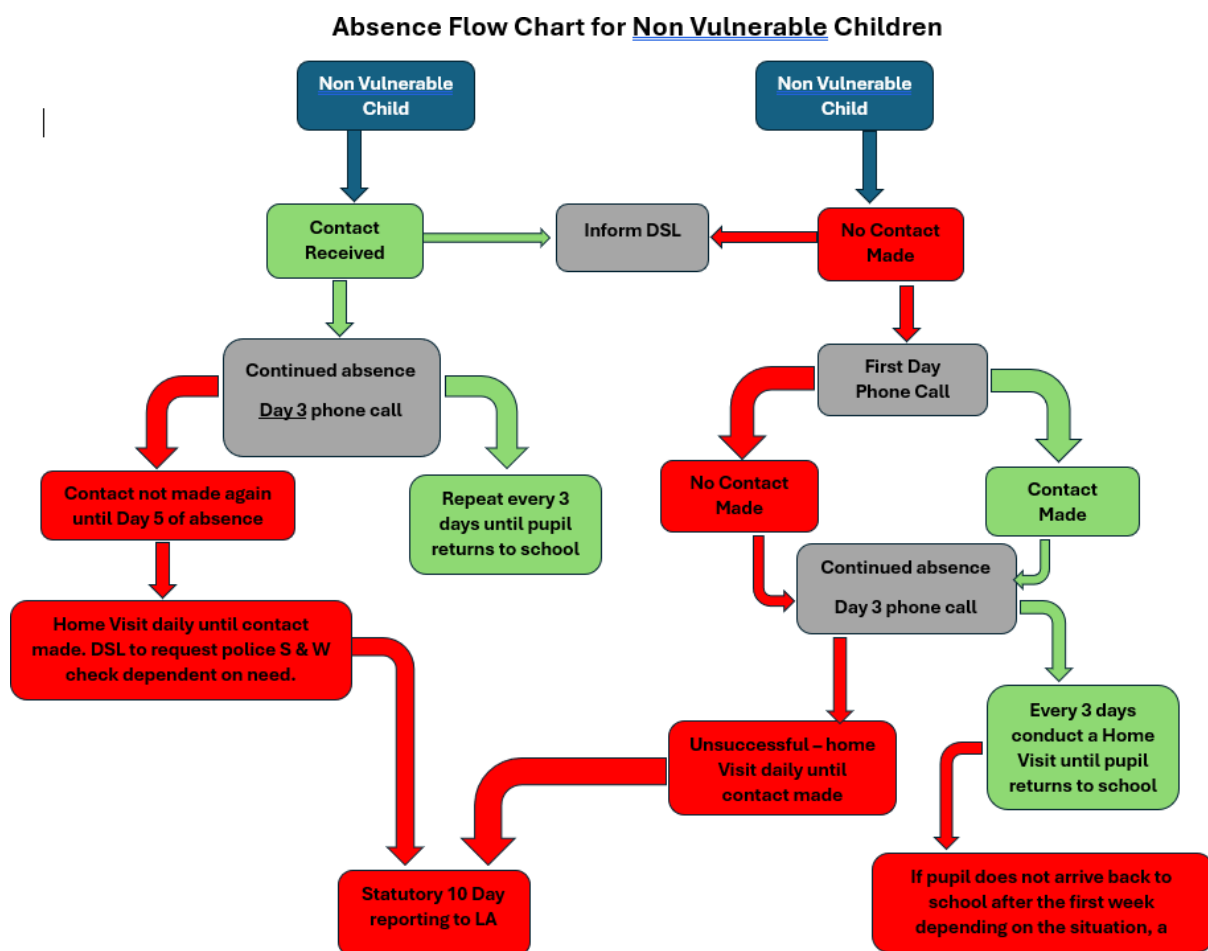 Absence Flow Chart for Non Vulnerable Children
Non Vulnerable
Child
Non Vulnerable
Child
Contact
Received
Inform DSL
No Contact
Made
Continued absence
Day 3 phone call
First Day
Phone Call
Contact not made again
until Day 5 of absence
Repeat every 3
days until pupil
returns to school
No Contact
Made
Contact
Made
Continued absence
Day 3 phone call
Home Visit daily until contact
made. DSL to request police S & W
check dependent on need.
Unsuccessful – home
Visit daily until
contact made
Every 3 days
conduct a Home
Visit until pupil
returns to school
Statutory 10 Day
reporting to LA
If pupil does not arrive back to
school after the first week
depending on the situation, a